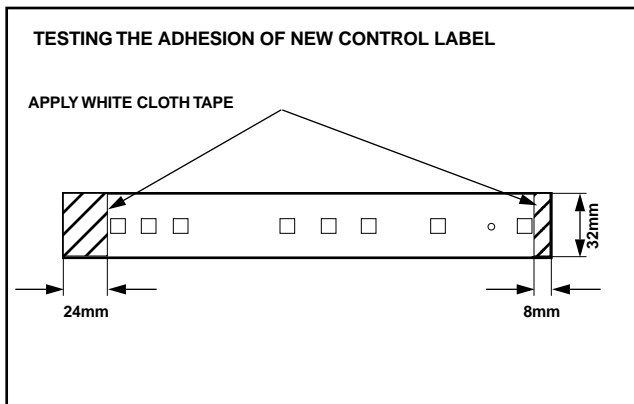 TESTING THE ADHESION OF NEW CONTROL LABEL
APPLY WHITE CLOTH TAPE
32mm
24mm
8mm